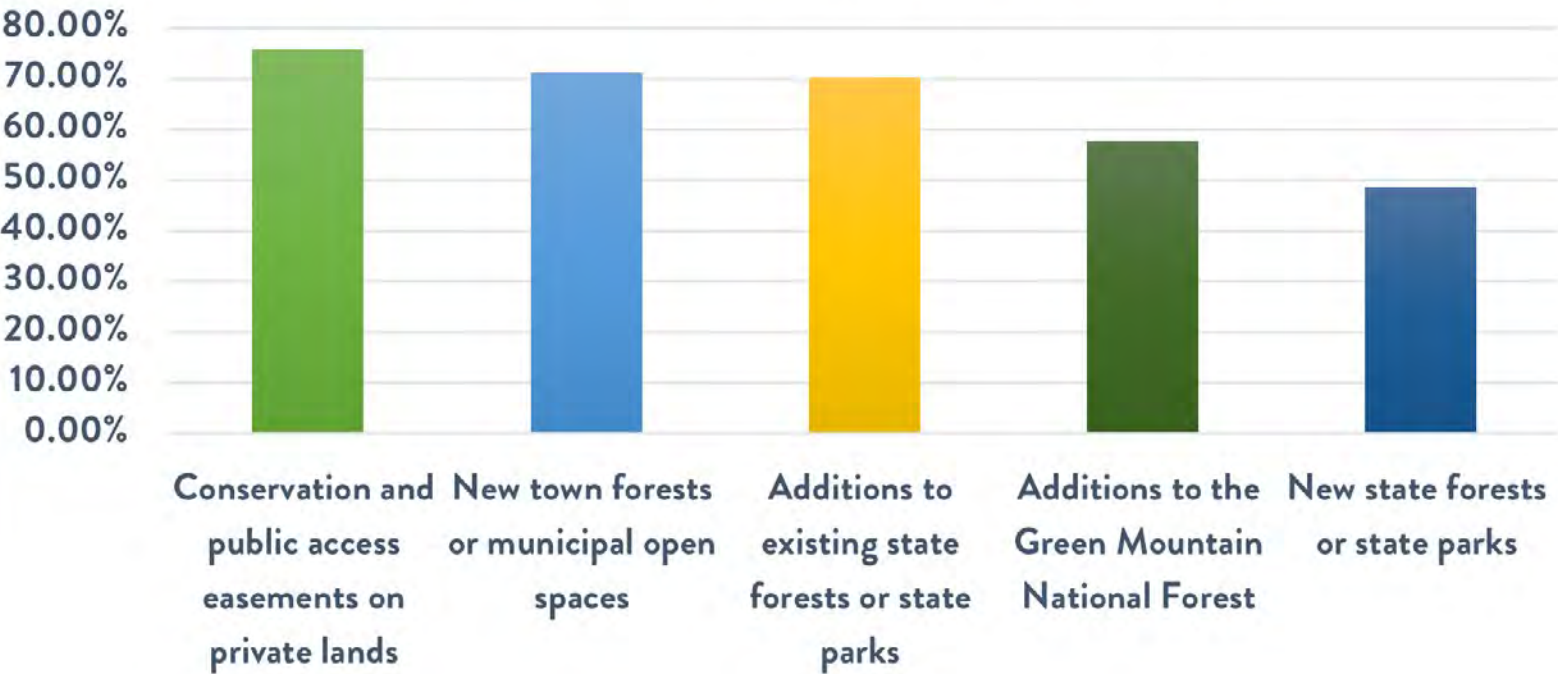 80.00%
70.00%
60.00%
50.00%
40.00%
30.00%
20.00%
10.00%
0.00%
Conservation and
public access
easements on
private lands
New town forests
or municipal open
spaces
Additions to
existing state
forests or state
parks
Additions to the
Green Mountain
National Forest
New state forests
or state parks